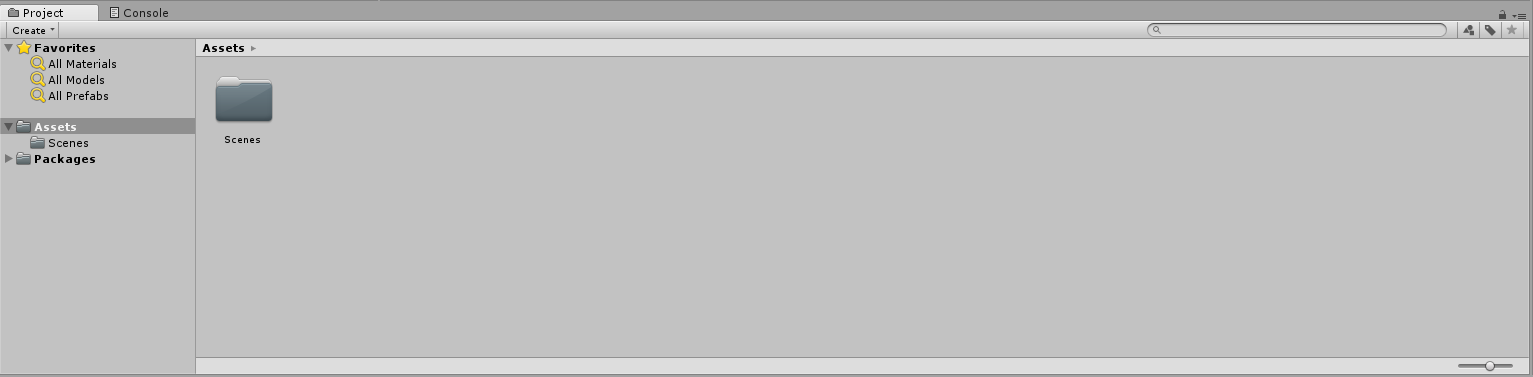 Project
Console
Create
Favorites
All Materials
All Models
All Prefabs
Assets
Scenes
Packages
Assets
Scenes